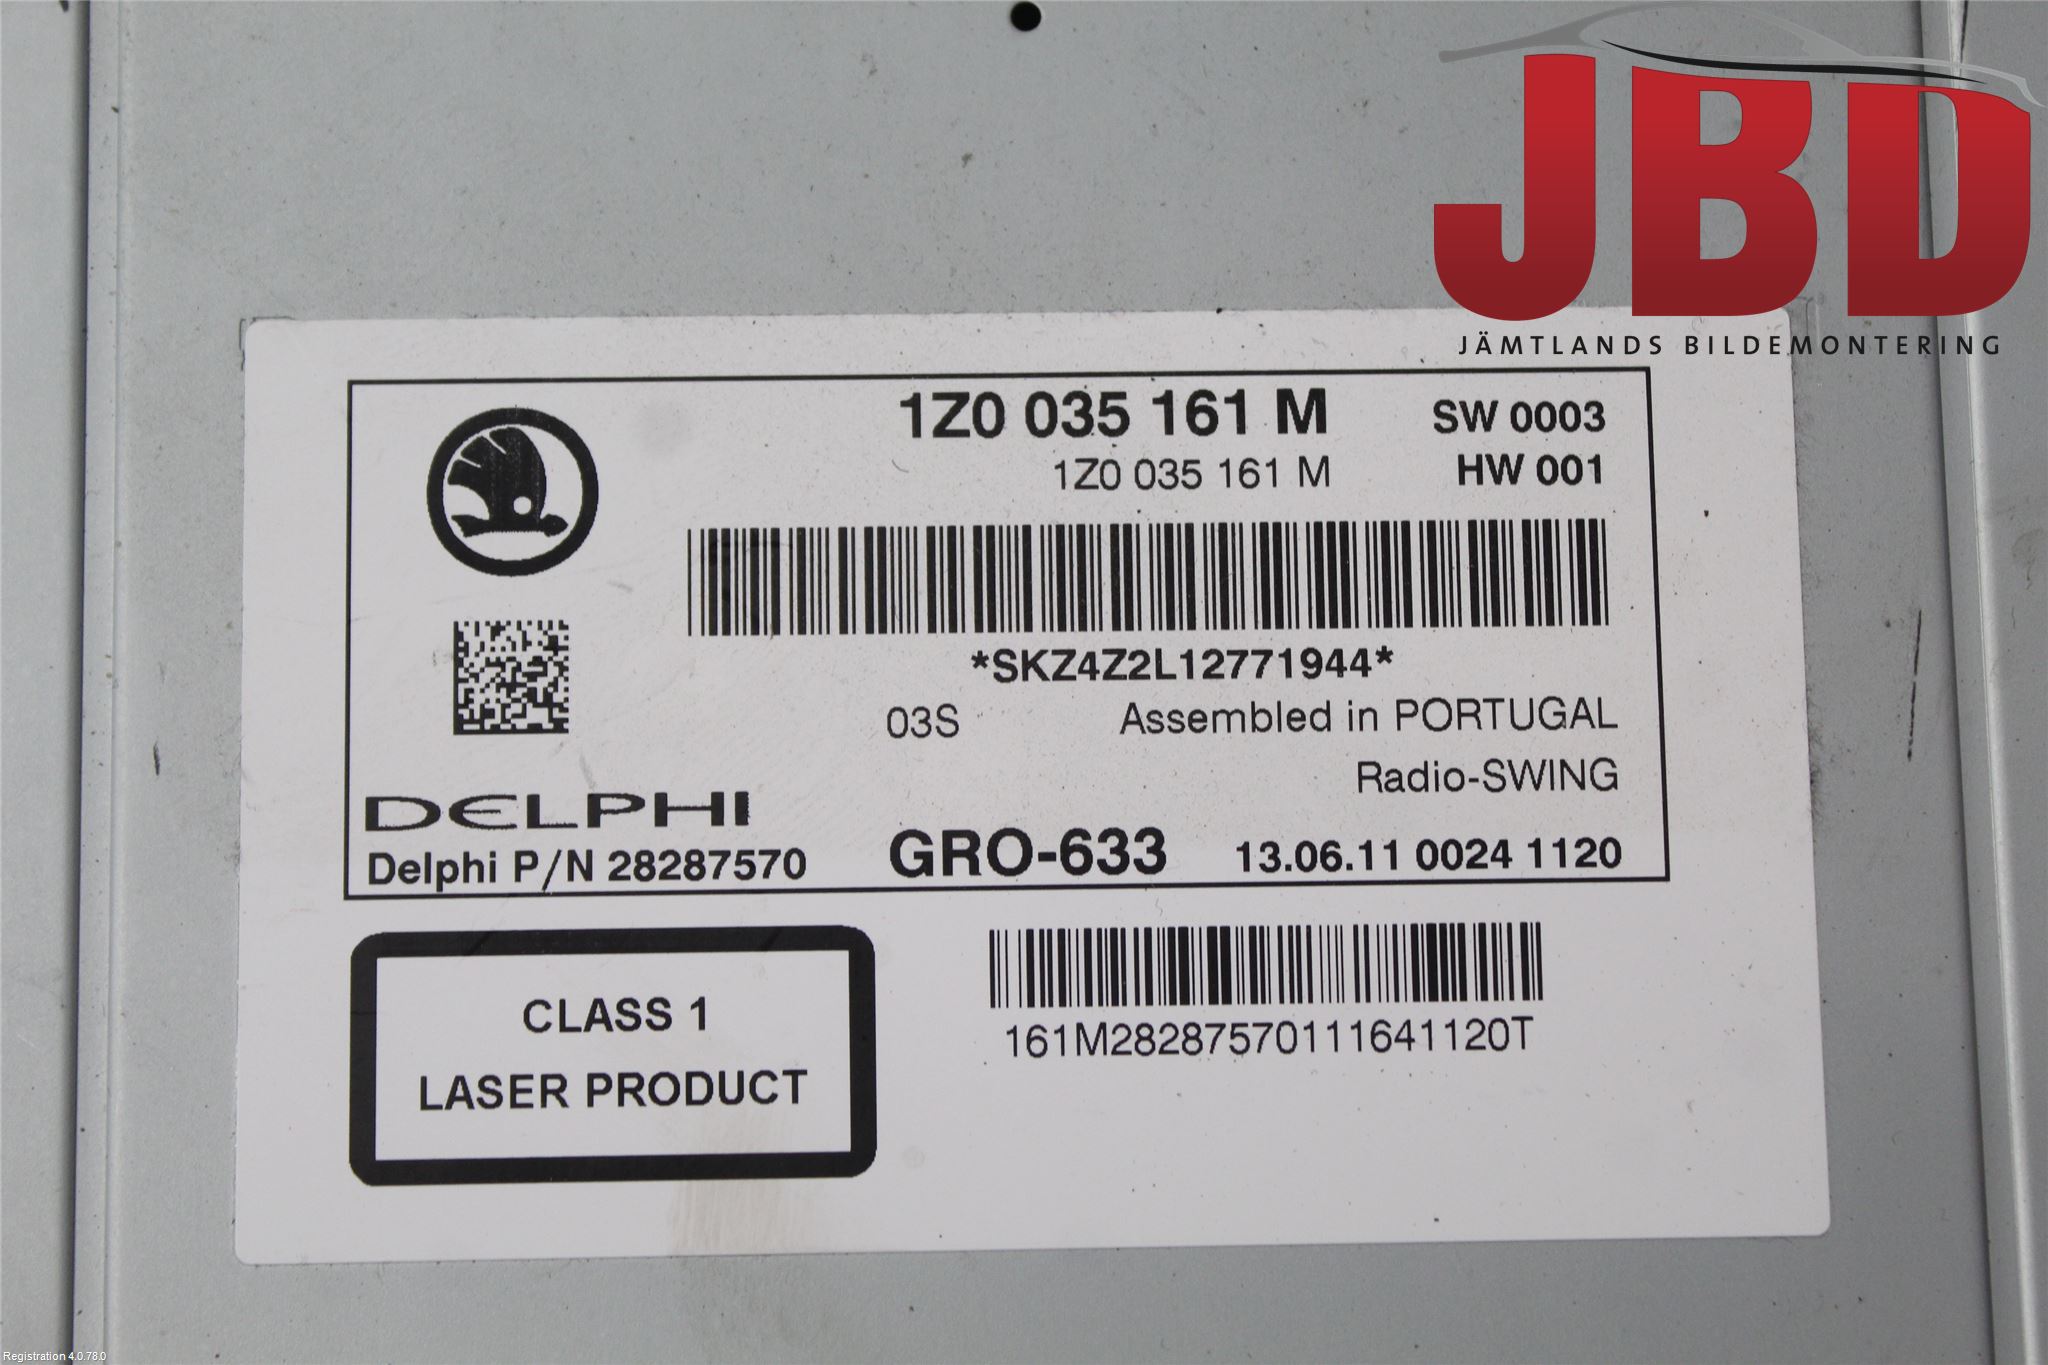 JBD
JÄMTLANDS BILDEMONTERING
1Z0 035 161 M
SW 0003
1Z0 035 161 M
HW 001
*SKZ4Z2L12771944*
03S
Assembled in PORTUGAL
Radio-SWING
DELPHI
Delphi P/N 28287570
GRO-633
13.06.11 0024 1120
CLASS 1
LASER PRODUCT
161M28287570111641120T
Registration 4.0.78.0